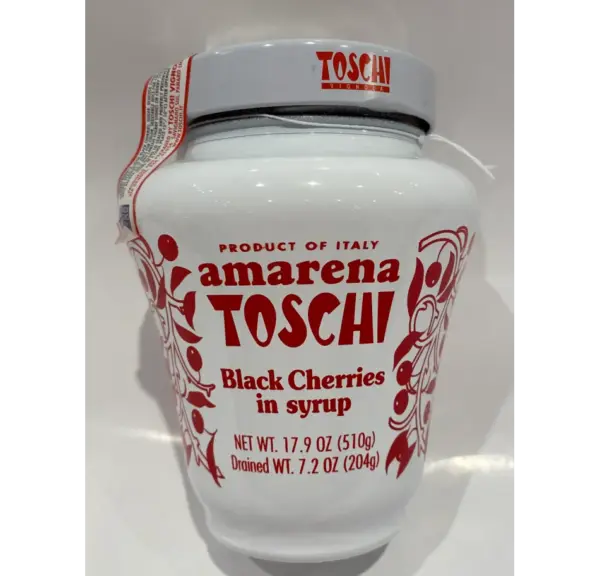 TOSCHI
VIGNOLA
PRODUCT OF ITALY
amarena
TOSCHI
Black Cherries
in syrup
NET WT. 17.9 OZ (510g)
Drained WT. 7.2 OZ (204g)